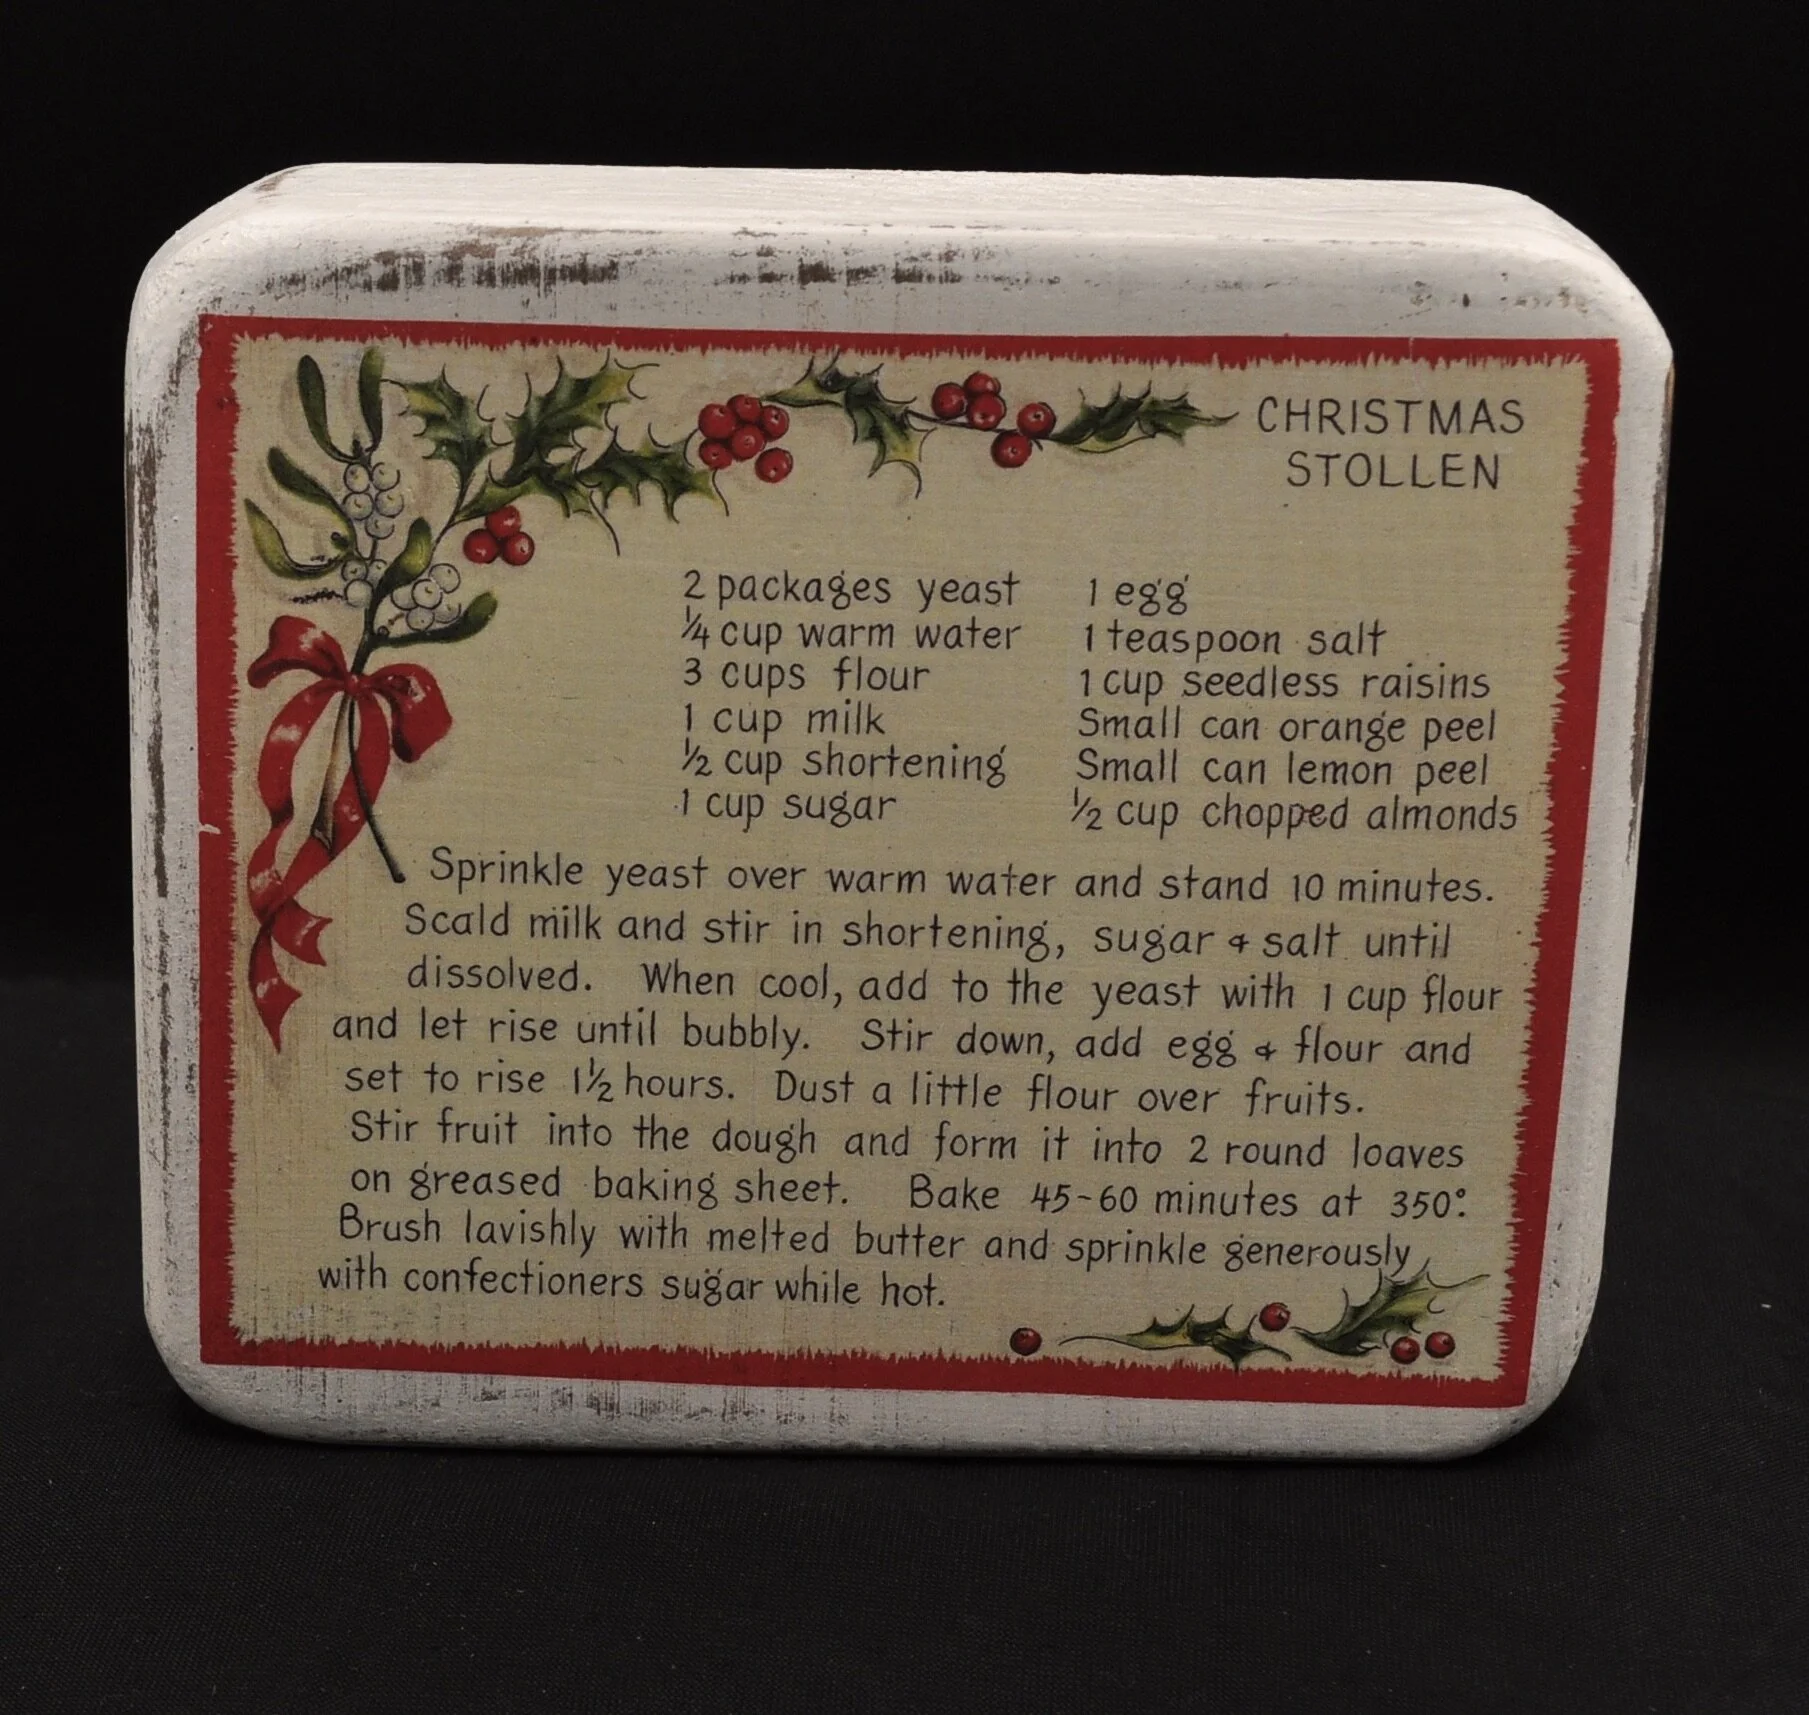 CHRISTMAS
STOLLEN
2 packages yeast
¼ cup warm water
3 cups flour
1 cup milk
½ cup shortening
1 cup sugar
1 egg
1 teaspoon salt
1 cup seedless raisins
Small can orange peel
Small can lemon peel
½ cup chopped almonds
Sprinkle yeast over warm water and stand 10 minutes.
Scald milk and stir in shortening, sugar & salt until
dissolved. When cool, add to the yeast with 1 cup flour
and let rise until bubbly. Stir down, add egg & flour and
set to rise 1½ hours. Dust a little flour over fruits.
Stir fruit into the dough and form it into 2 round loaves
on greased baking sheet. Bake 45-60 minutes at 350°.
Brush lavishly with melted butter and sprinkle generously
with confectioners sugar while hot.